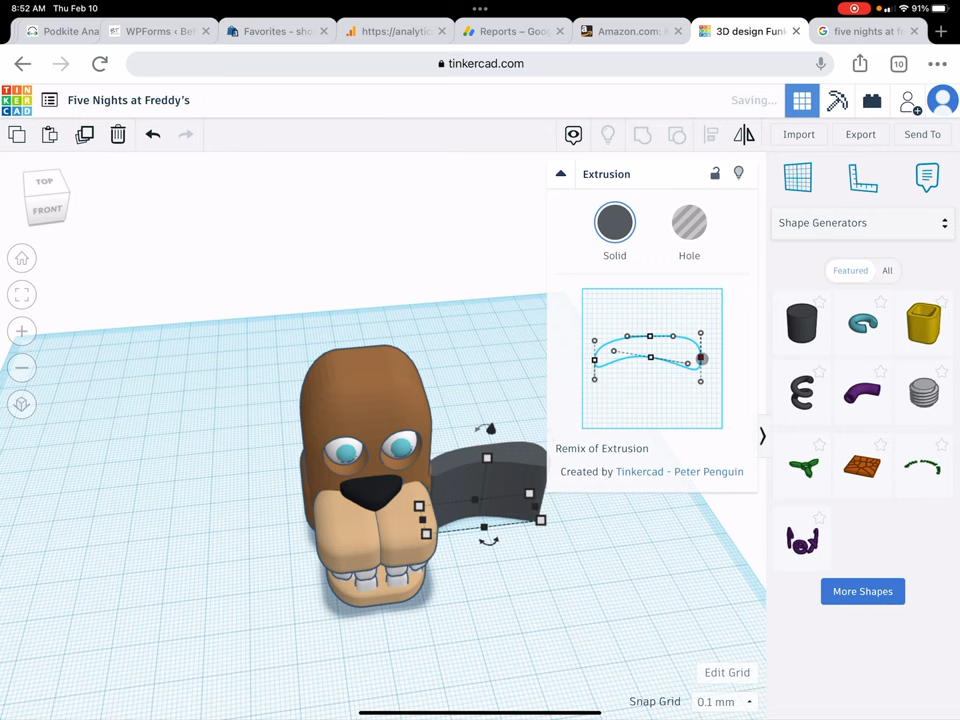 8:52 AM Thu Feb 10
91%
Podkite Ana
WPForms ‹ Be
Favorites – sho
https://analytic
Reports – Goog
Amazon.com:
3D design Fun
five nights at f
tinkercad.com
10
TIN
KER
CAD
Five Nights at Freddy's
Saving...
Import
Export
Send To
TOP
FRONT
Extrusion
Solid
Hole
Remix of Extrusion
Created by Tinkercad - Peter Penguin
Shape Generators
Featured
All
More Shapes
Edit Grid
Snap Grid
0.1 mm